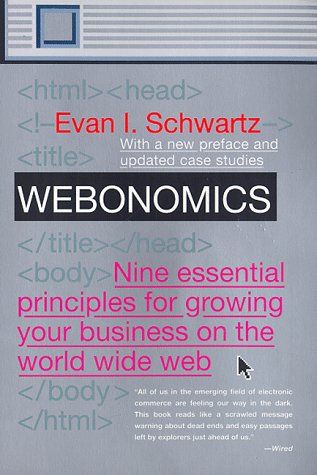 <html><head>
<!–Evan I. Schwartz–>
<title> With a new preface and
updated case studies
WEBONOMICS
</title></head>
<body>Nine essential
principles for growing
your business on the
world wide web
</body>
</html>
"All of us in the emerging field of electronic
commerce are feeling our way in the dark.
This book reads like a scrawled message
warning about dead ends and easy passages
left by explorers just ahead of us."
—Wired